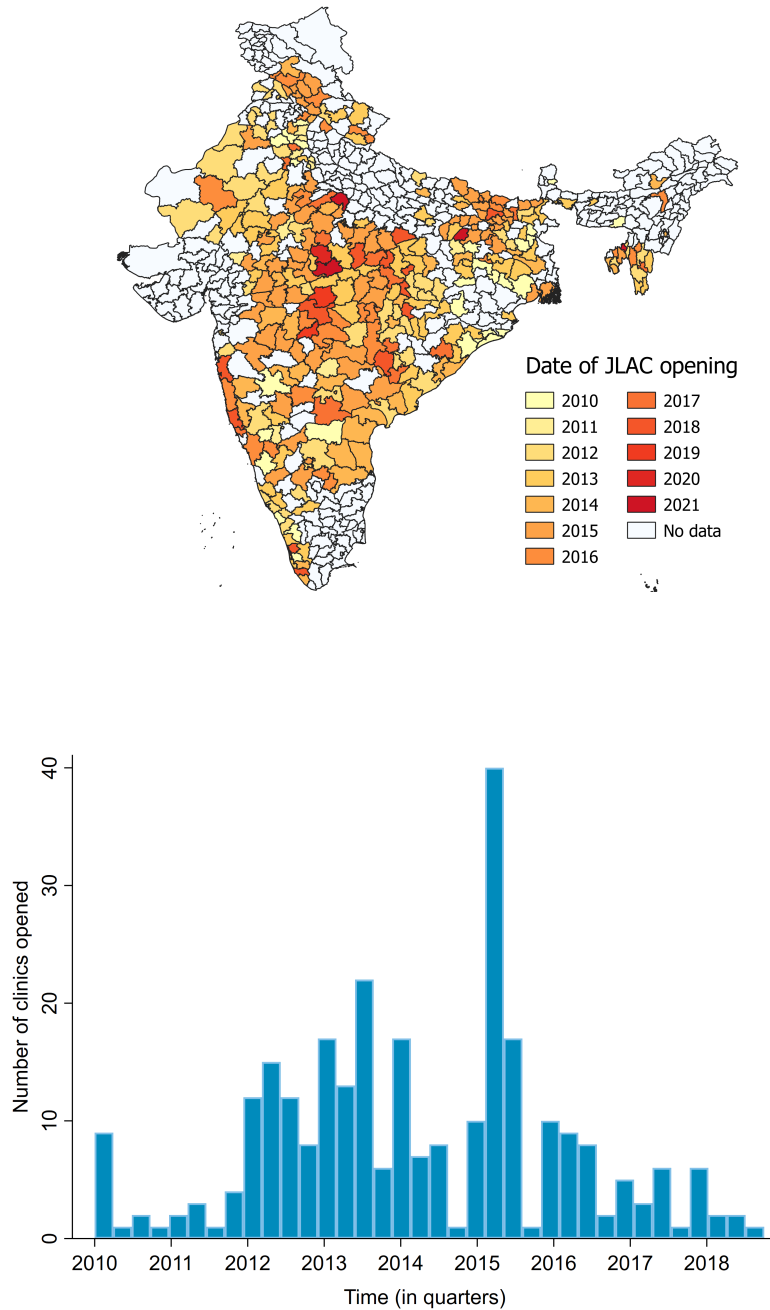 Date of JLAC opening
2010 2017
2011 2018
2012 2019
2013 2020
2014 2021
2015 No data
2016
40
30
20
10
0
Number of clinics opened
2010 2011 2012 2013 2014 2015 2016 2017 2018
Time (in quarters)